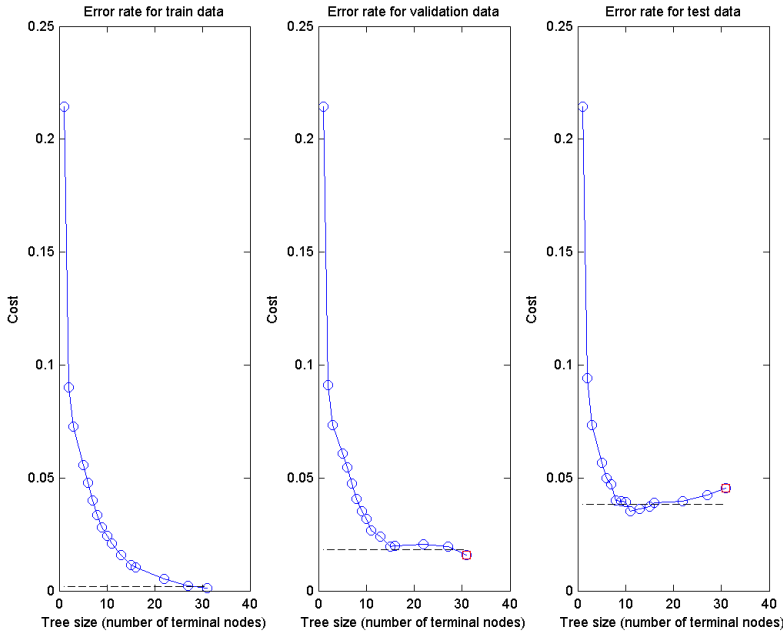 Error rate for train data
0.25
0.2
0.15
0.1
0.05
0
Cost
0 10 20 30 40
Tree size (number of terminal nodes)
Error rate for validation data
0.25
0.2
0.15
0.1
0.05
0
Cost
0 10 20 30 40
Tree size (number of terminal nodes)
Error rate for test data
0.25
0.2
0.15
0.1
0.05
0
Cost
0 10 20 30 40
Tree size (number of terminal nodes)